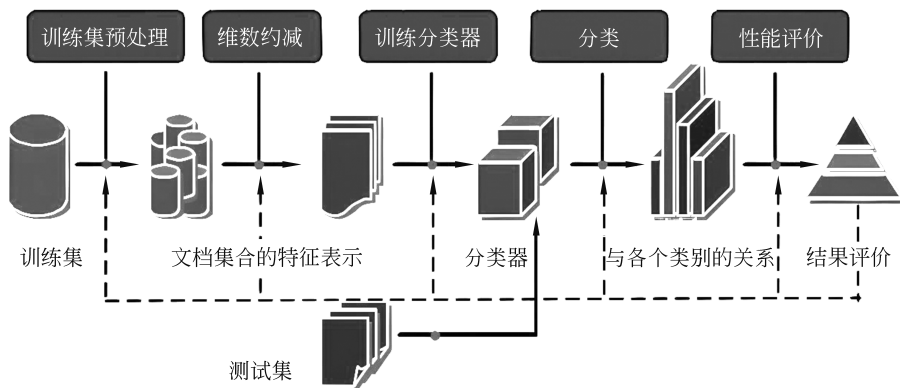 训练集预处理
维数约减
训练分类器
分类
性能评价
训练集
文档集合的特征表示
分类器
与各个类别的关系
结果评价
测试集